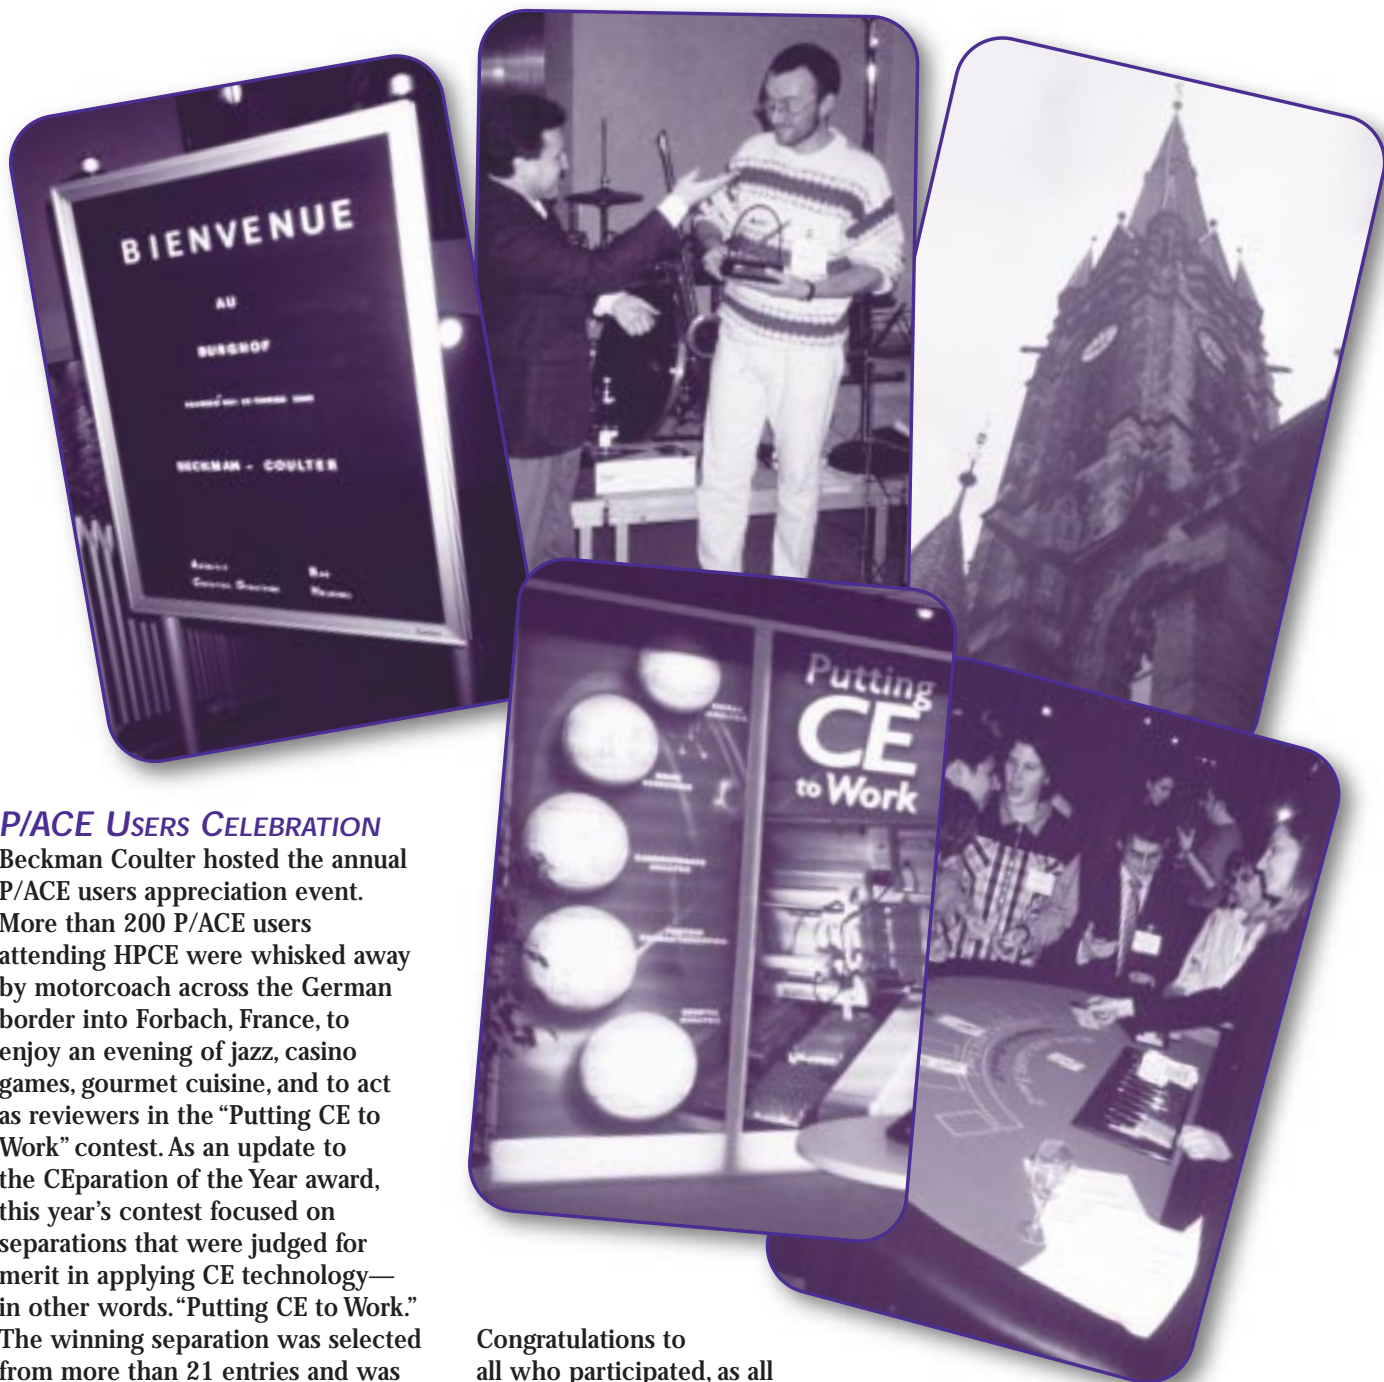 BIENVENUE
AU
BURGHOF
BECKMAN - COULTER
Putting
CE
to Work
P/ACE USERS CELEBRATION
Beckman Coulter hosted the annual
P/ACE users appreciation event.
More than 200 P/ACE users
attending HPCE were whisked away
by motorcoach across the German
border into Forbach, France, to
enjoy an evening of jazz, casino
games, gourmet cuisine, and to act
as reviewers in the “Putting CE to
Work” contest. As an update to
the CEparation of the Year award,
this year’s contest focused on
separations that were judged for
merit in applying CE technology—
in other words. “Putting CE to Work.”
The winning separation was selected
from more than 21 entries and was
Congratulations to
all who participated, as all